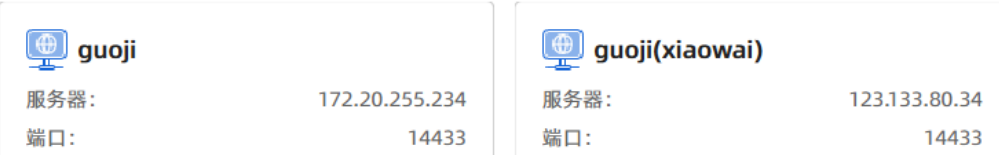 guoji
服务器： 172.20.255.234
端口： 14433
guoji(xiaowai)
服务器： 123.133.80.34
端口： 14433